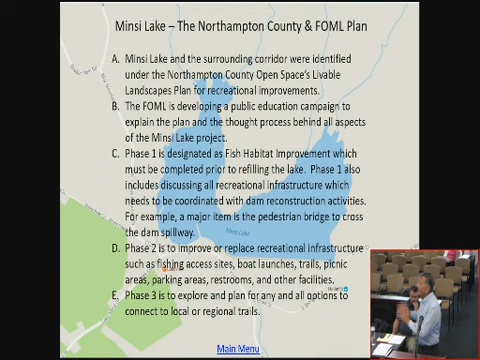 Minsi Lake – The Northampton County & FOML Plan
A. Minsi Lake and the surrounding corridor were identified
under the Northampton County Open Space's Livable
Landscapes Plan for recreational improvements.
B. The FOML is developing a public education campaign to
explain the plan and the thought process behind all aspects
of the Minsi Lake project.
C. Phase 1 is designated as Fish Habitat Improvement which
must be completed prior to refilling the lake. Phase 1 also
includes discussing all recreational infrastructure which
needs to be coordinated with dam reconstruction activities.
For example, a major item is the pedestrian bridge to cross
the dam spillway.
Minsi Lake
D. Phase 2 is to improve or replace recreational infrastructure
such as fishing access sites, boat launches, trails, picnic
areas, parking areas, restrooms, and other facilities.
E. Phase 3 is to explore and plan for any and all options to
connect to local or regional trails.
Main Menu